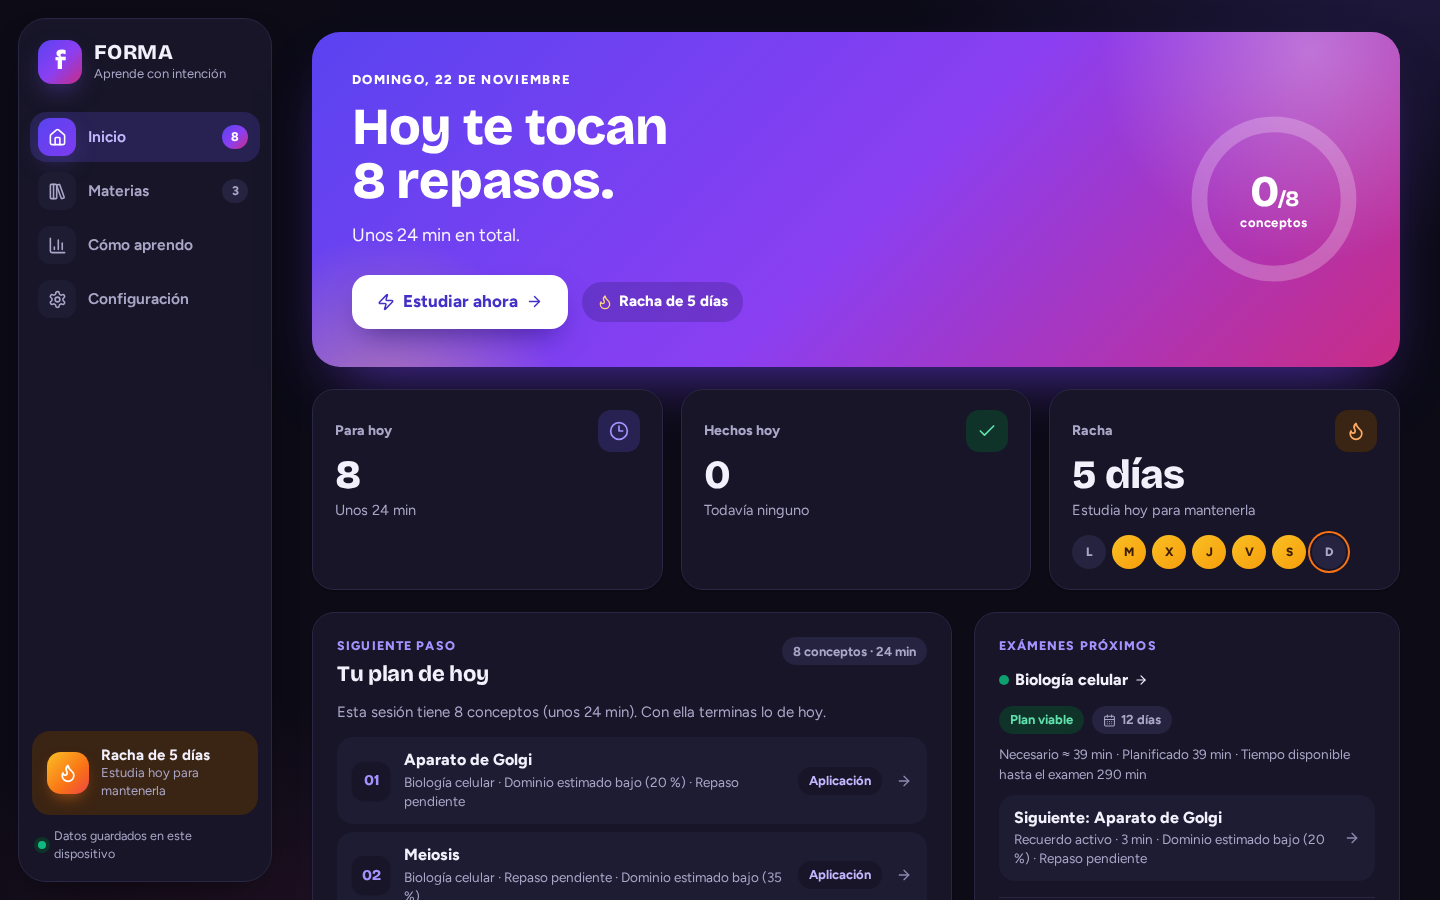 f
FORMA
Aprende con intención
Inicio
8
Materias
3
Cómo aprendo
Configuración
Racha de 5 días
Estudia hoy para
mantenerla
Datos guardados en este
dispositivo
DOMINGO, 22 DE NOVIEMBRE
Hoy te tocan
8 repasos.
Unos 24 min en total.
Estudiar ahora
Racha de 5 días
0/8
conceptos
Para hoy
8
Unos 24 min
Hechos hoy
0
Todavía ninguno
Racha
5 días
Estudia hoy para mantenerla
L M X J V S D
SIGUIENTE PASO
Tu plan de hoy
8 conceptos · 24 min
Esta sesión tiene 8 conceptos (unos 24 min). Con ella terminas lo de hoy.
01
Aparato de Golgi
Biología celular · Dominio estimado bajo (20 %) · Repaso
pendiente
Aplicación
02
Meiosis
Biología celular · Repaso pendiente · Dominio estimado bajo (35
%)
Aplicación
EXÁMENES PRÓXIMOS
Biología celular
Plan viable
12 días
Necesario ≈ 39 min · Planificado 39 min · Tiempo disponible
hasta el examen 290 min
Siguiente: Aparato de Golgi
Recuerdo activo · 3 min · Dominio estimado bajo (20
%) · Repaso pendiente